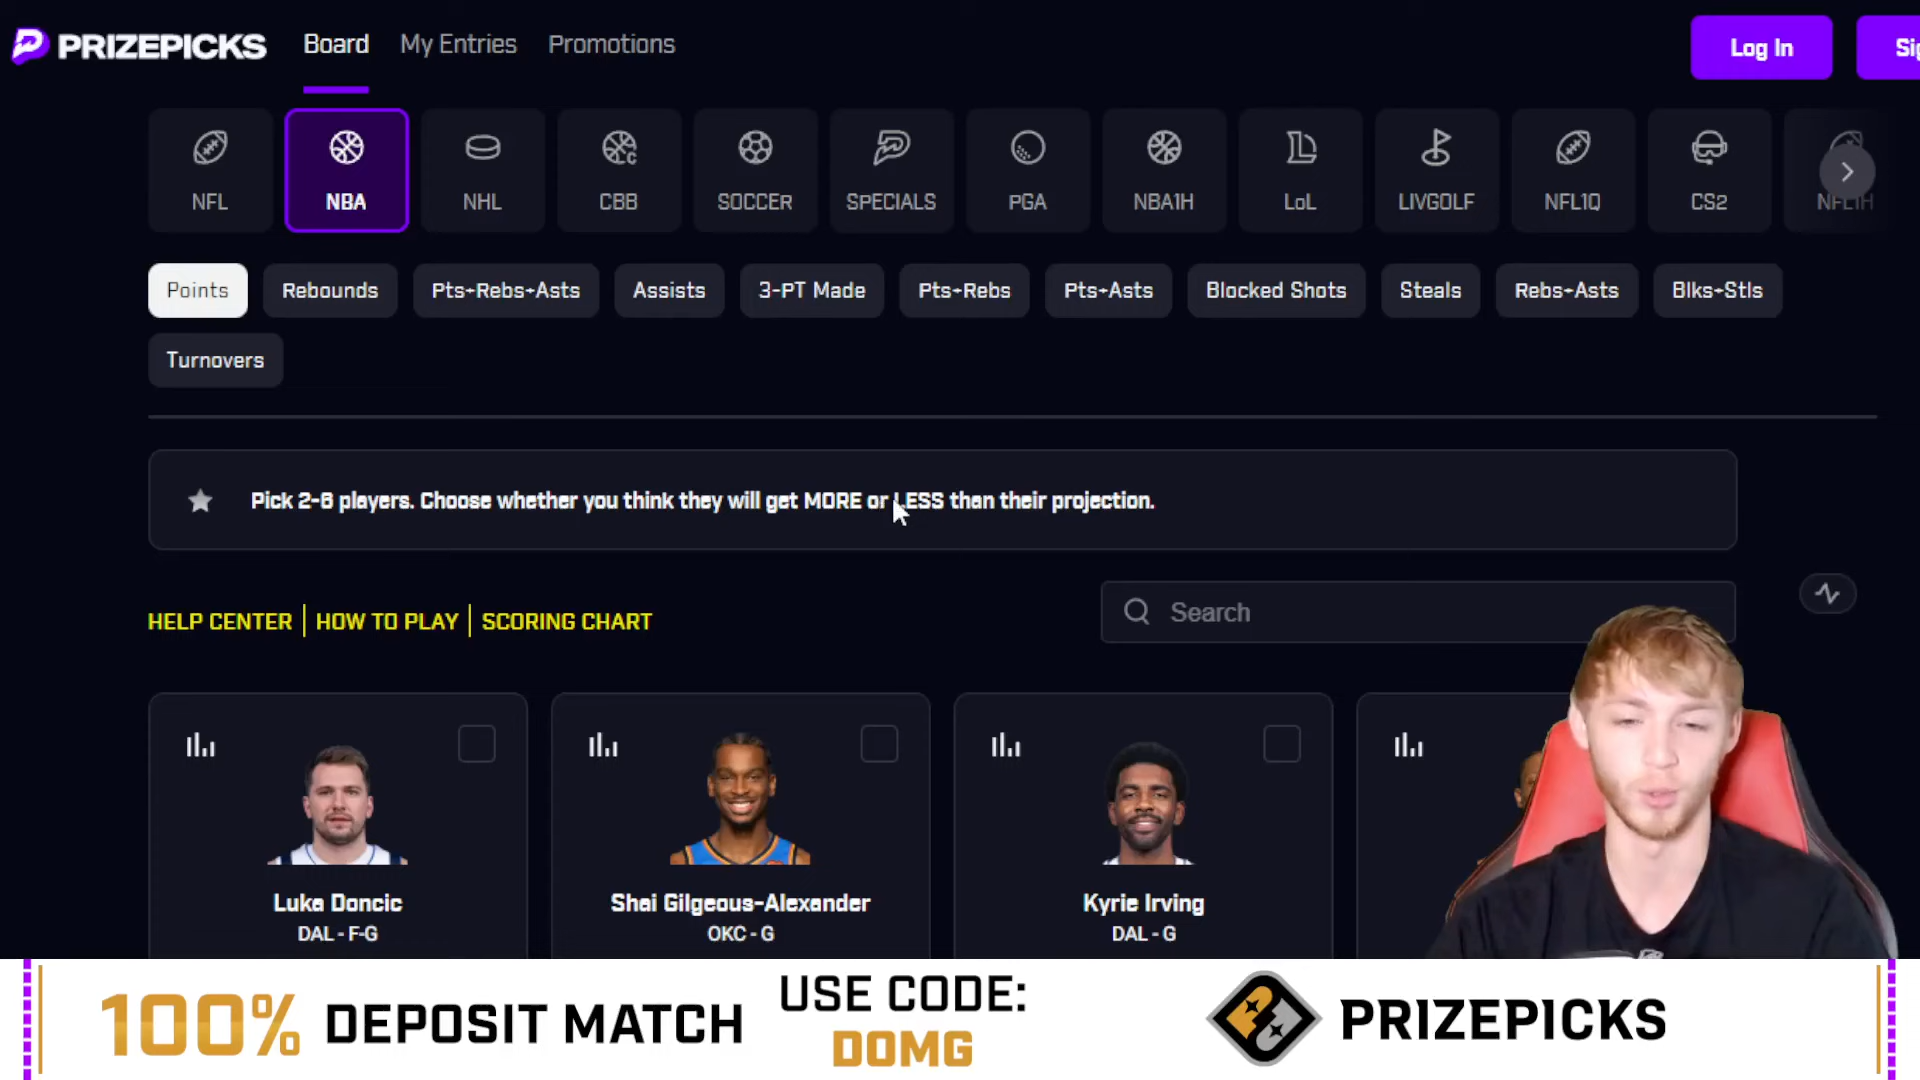 PRIZEPICKS Board My Entries Promotions Log In
NFL NBA NHL CBB SOCCEr SPECIALS PGA NBA1H LoL LIVGOLF NFL1Q CS2 NFL1H
Points Rebounds Pts+Rebs+Asts Assists 3-PT Made Pts+Rebs Pts+Asts Blocked Shots Steals Rebs+Asts Blks+Stls
Turnovers
Pick 2-6 players. Choose whether you think they will get MORE or LESS than their projection.
HELP CENTER HOW TO PLAY SCORING CHART Search
Luka Doncic Shai Gilgeous-Alexander Kyrie Irving
DAL - F-G OKC - G DAL - G
100% DEPOSIT MATCH USE CODE: DOMG PRIZEPICKS